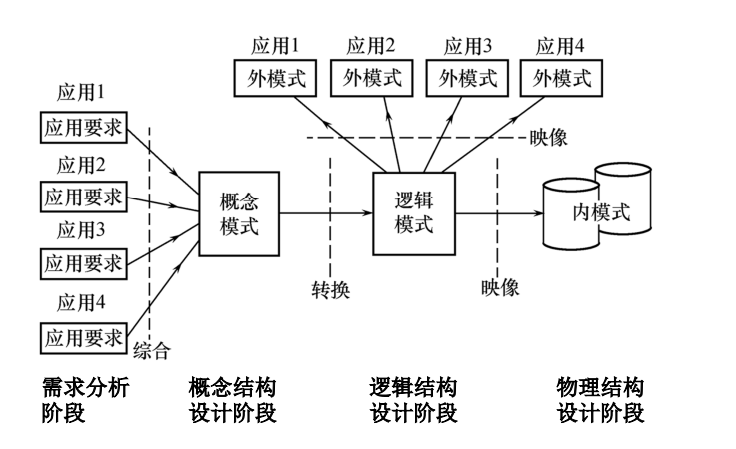 应用1
应用2
应用3
应用4
外模式
外模式
外模式
外模式
映像
应用1
应用要求
应用2
应用要求
应用3
应用要求
应用4
应用要求
综合
概念
模式
转换
逻辑
模式
映像
内模式
需求分析
阶段
概念结构
设计阶段
逻辑结构
设计阶段
物理结构
设计阶段